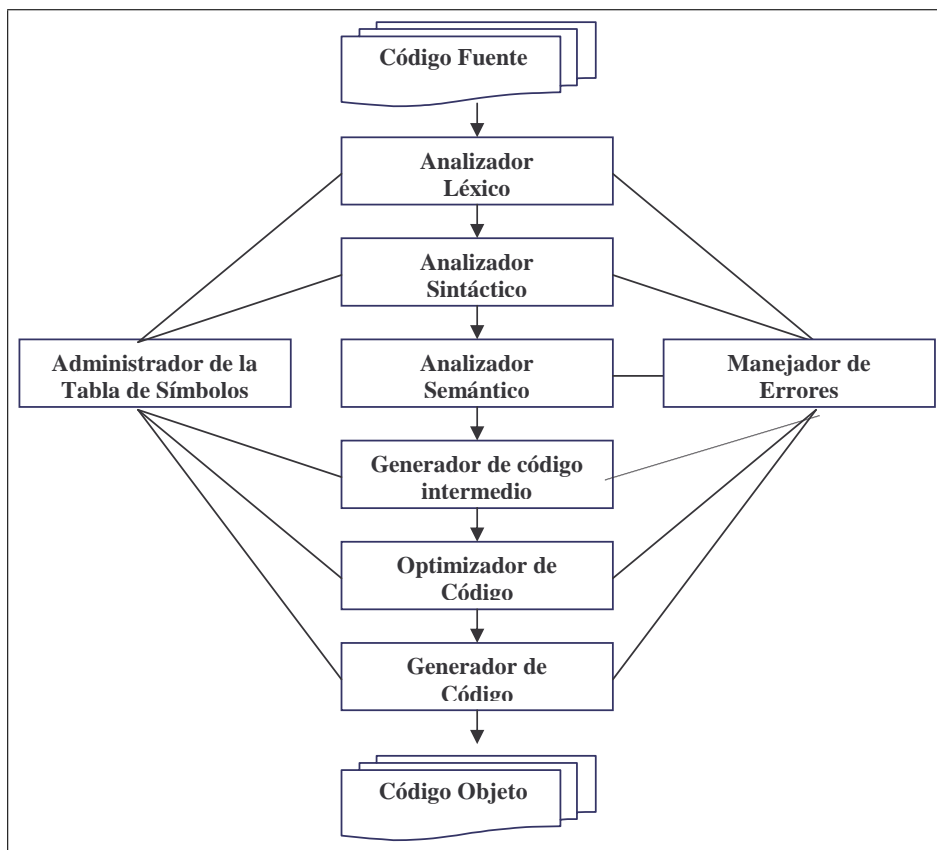 Código Fuente
Analizador
Léxico
Analizador
Sintáctico
Administrador de la
Tabla de Símbolos
Analizador
Semántico
Manejador de
Errores
Generador de código
intermedio
Optimizador de
Código
Generador de
Código
Código Objeto